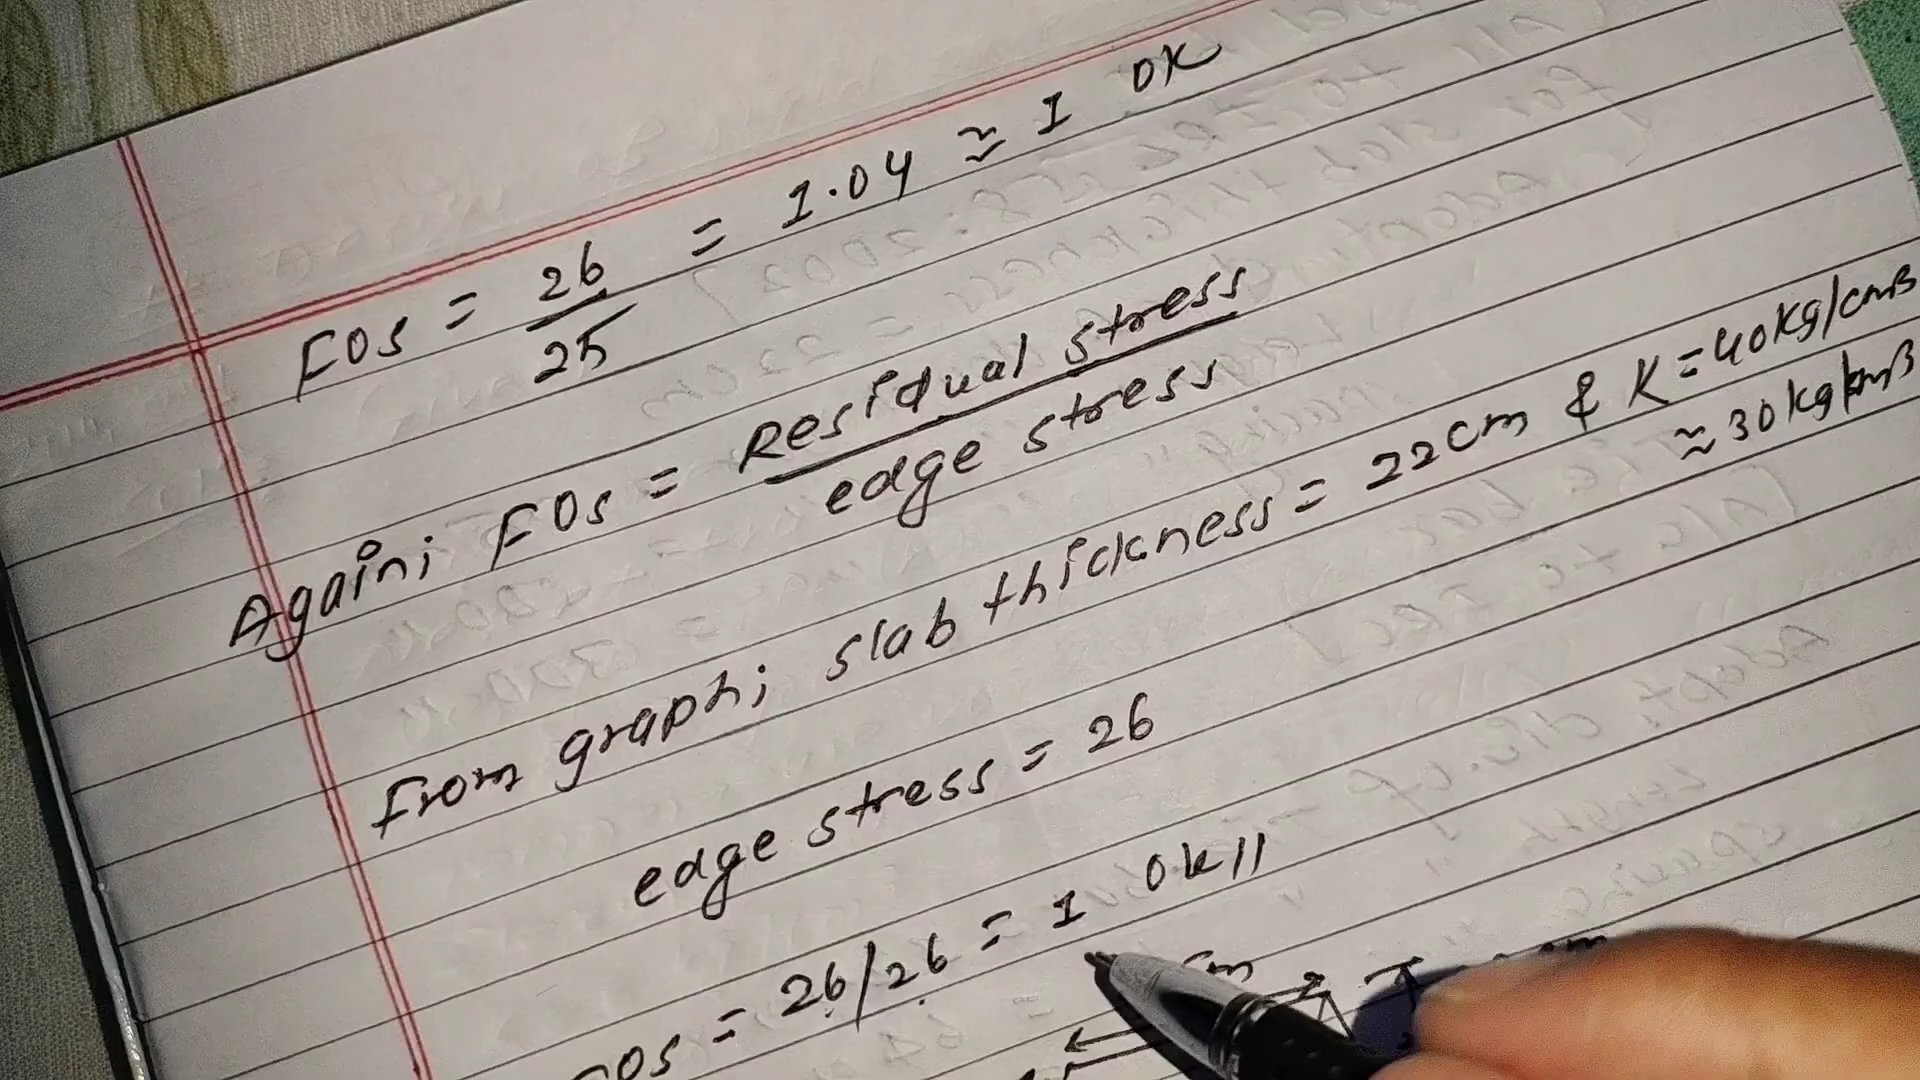 FOS = 26/25 = 1.04 ≈ 1 OK
Again; FOS = Residual stress / edge stress
From graph; slab thickness = 22cm & K = 40kg/cm3
≈ 30kg/cm3
edge stress = 26
FOS = 26/26 = 1 Ok//
cm